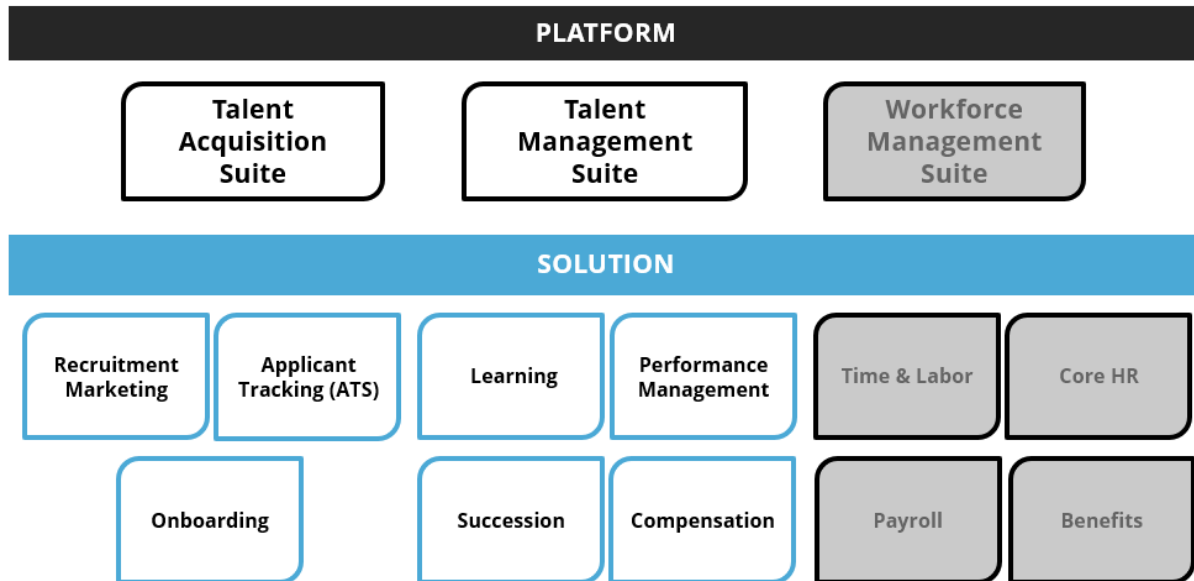 PLATFORM
Talent
Acquisition
Suite
Talent
Management
Suite
Workforce
Management
Suite
SOLUTION
Recruitment
Marketing
Applicant
Tracking (ATS)
Learning
Performance
Management
Time & Labor
Core HR
Onboarding
Succession
Compensation
Payroll
Benefits